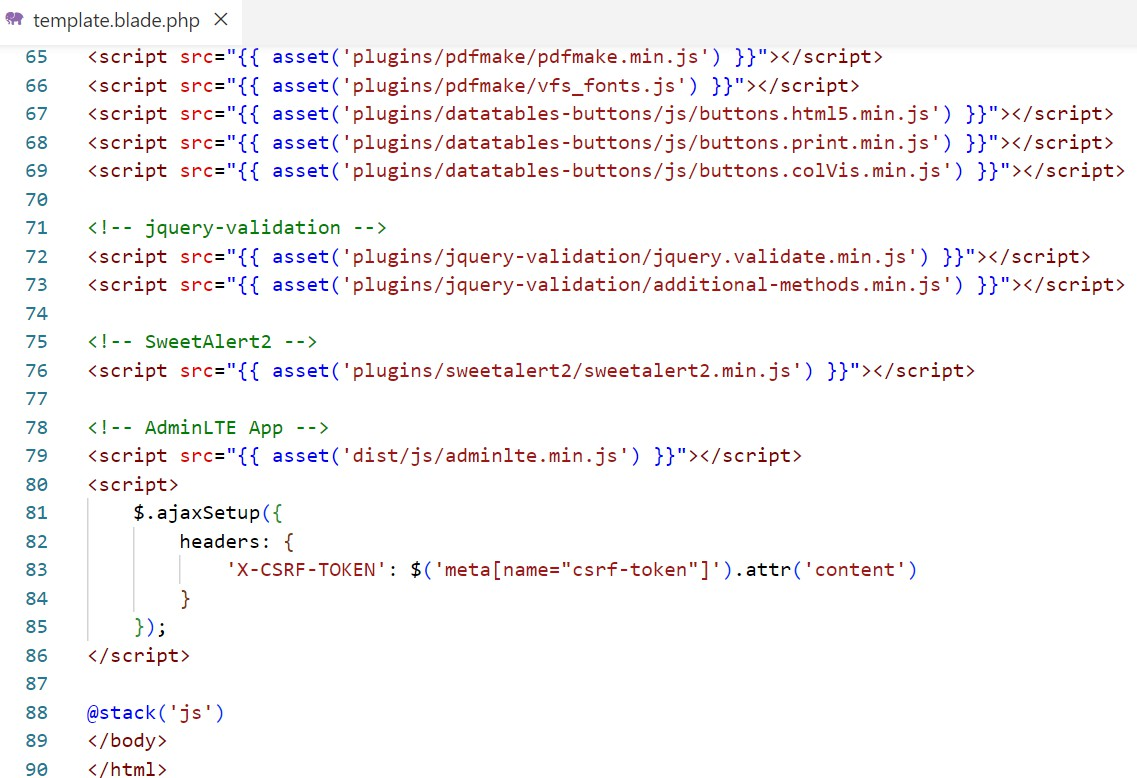 template.blade.php ×
65 <script src="{{ asset('plugins/pdfmake/pdfmake.min.js') }}"></script>
66 <script src="{{ asset('plugins/pdfmake/vfs_fonts.js') }}"></script>
67 <script src="{{ asset('plugins/datatables-buttons/js/buttons.html5.min.js') }}"></script>
68 <script src="{{ asset('plugins/datatables-buttons/js/buttons.print.min.js') }}"></script>
69 <script src="{{ asset('plugins/datatables-buttons/js/buttons.colVis.min.js') }}"></script>
70
71 <!-- jquery-validation -->
72 <script src="{{ asset('plugins/jquery-validation/jquery.validate.min.js') }}"></script>
73 <script src="{{ asset('plugins/jquery-validation/additional-methods.min.js') }}"></script>
74
75 <!-- SweetAlert2 -->
76 <script src="{{ asset('plugins/sweetalert2/sweetalert2.min.js') }}"></script>
77
78 <!-- AdminLTE App -->
79 <script src="{{ asset('dist/js/adminlte.min.js') }}"></script>
80 <script>
81     $.ajaxSetup({
82         headers: {
83             'X-CSRF-TOKEN': $('meta[name="csrf-token"]').attr('content')
84         }
85     });
86 </script>
87
88 @stack('js')
89 </body>
90 </html>